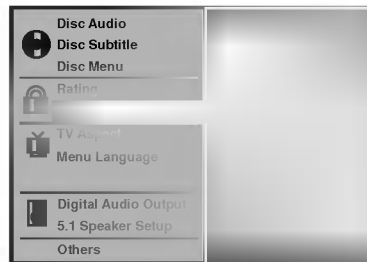 Disc Audio
Disc Subtitle
Disc Menu
Rating
TV Aspect
Menu Language
Digital Audio Output
5.1 Speaker Setup
Others